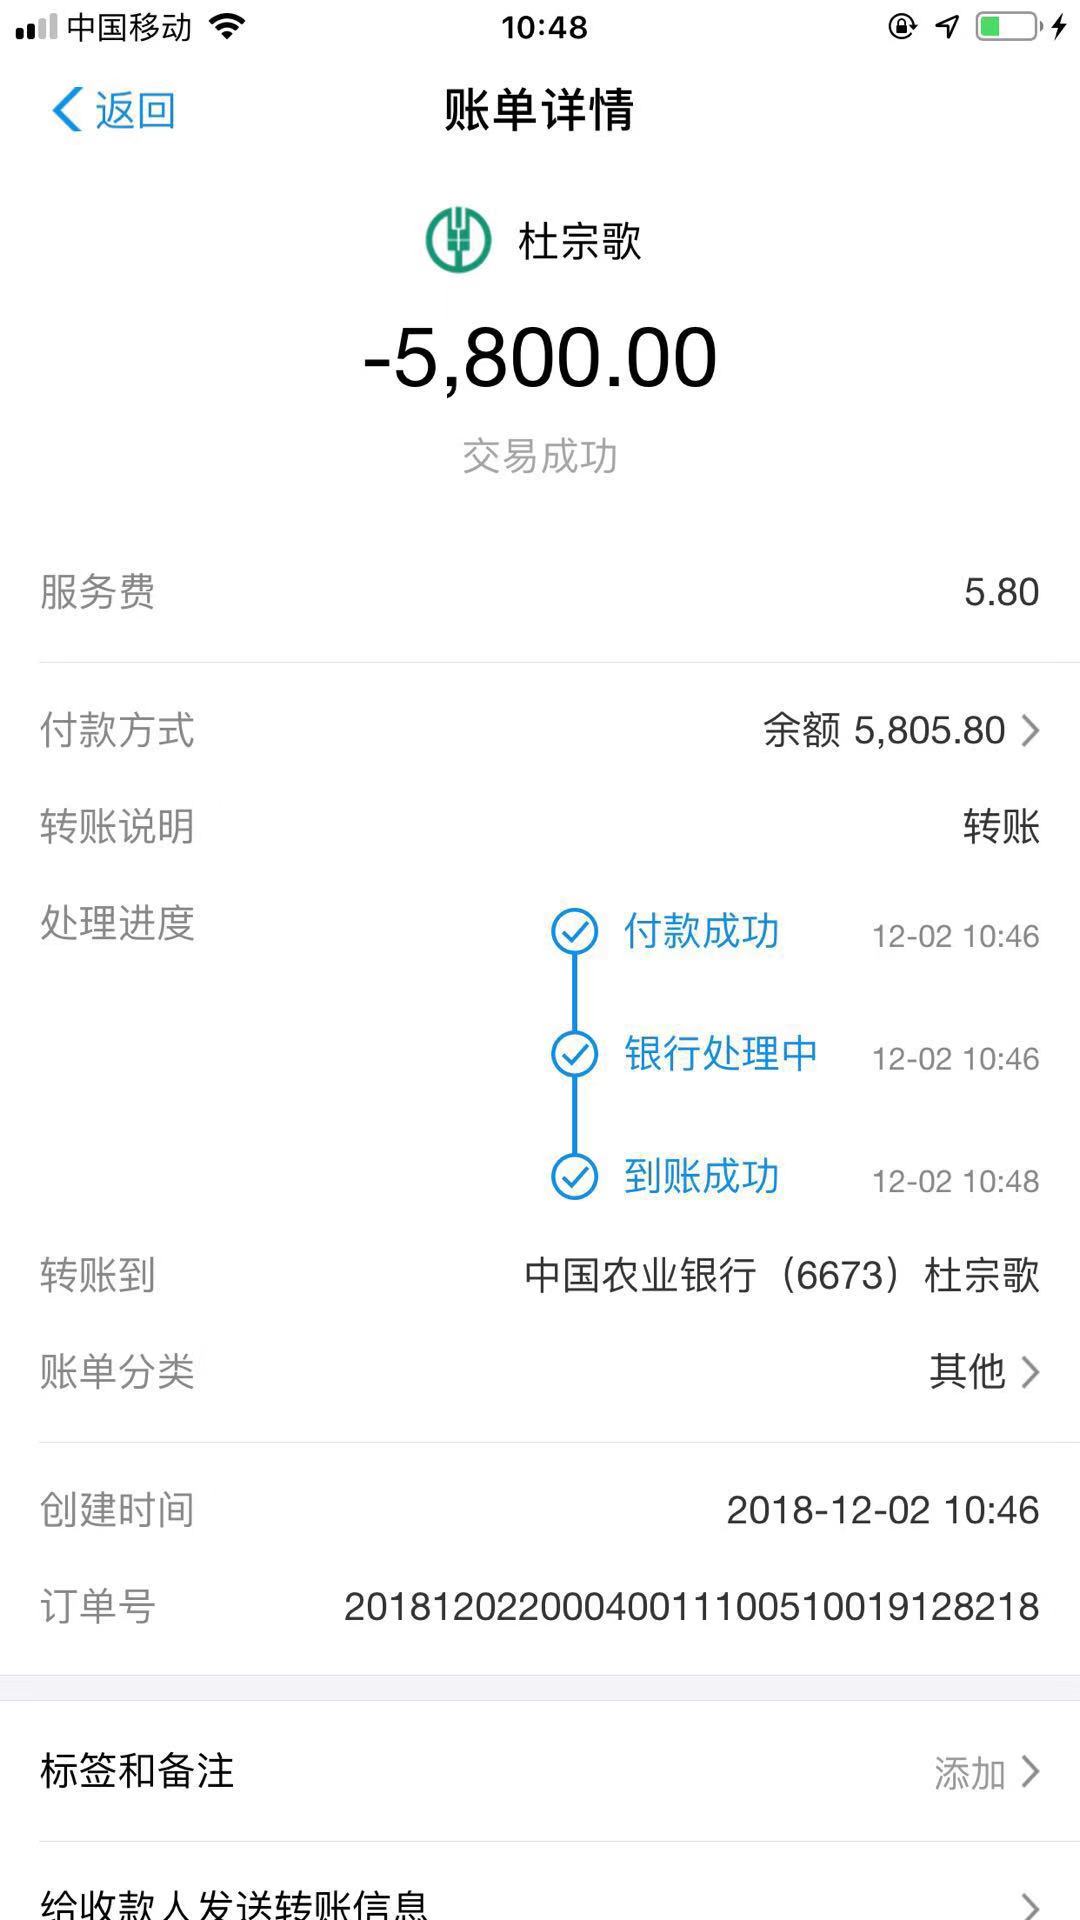 中国移动 10:48
返回 账单详情
杜宗歌
-5,800.00
交易成功
服务费 5.80
付款方式 余额 5,805.80
转账说明 转账
处理进度 付款成功 12-02 10:46
银行处理中 12-02 10:46
到账成功 12-02 10:48
转账到 中国农业银行（6673）杜宗歌
账单分类 其他
创建时间 2018-12-02 10:46
订单号 20181202200040011100510019128218
标签和备注 添加
给收款人发送转账信息